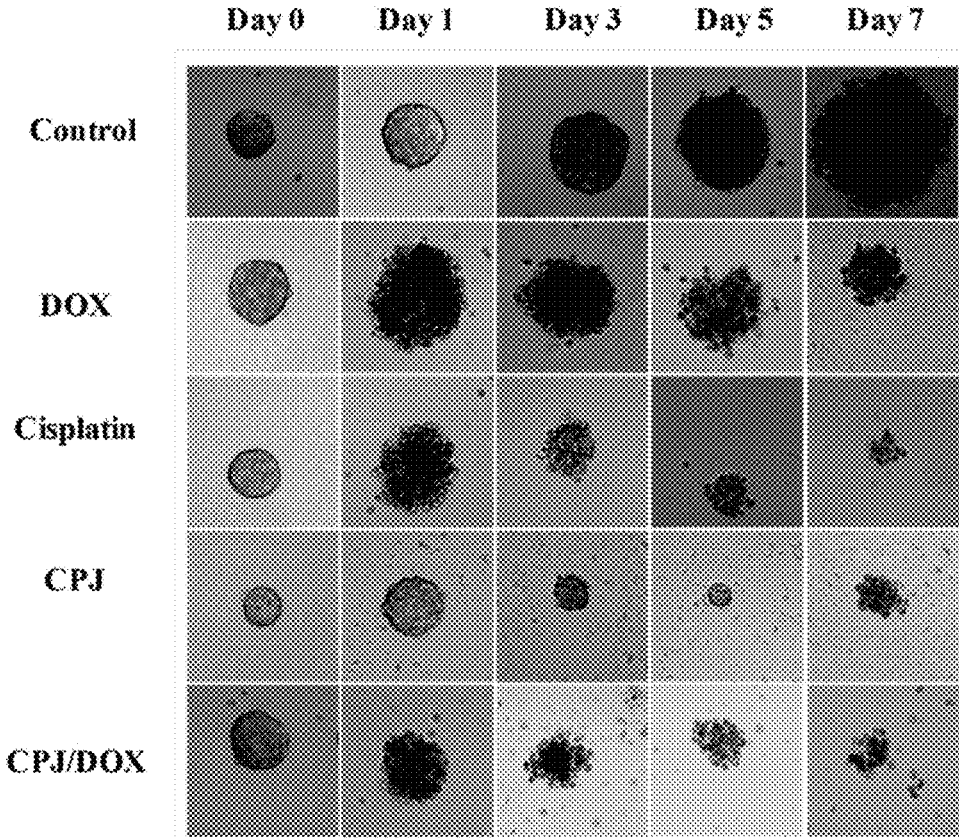 Day 0 Day 1 Day 3 Day 5 Day 7
Control
DOX
Cisplatin
CPJ
CPJ/DOX